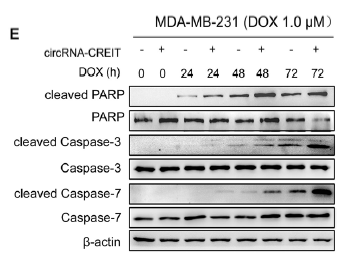 E
MDA-MB-231 (DOX 1.0 μM)
circRNA-CREIT - + - + - + - +
DOX (h) 0 0 24 24 48 48 72 72
cleaved PARP
PARP
cleaved Caspase-3
Caspase-3
cleaved Caspase-7
Caspase-7
β-actin